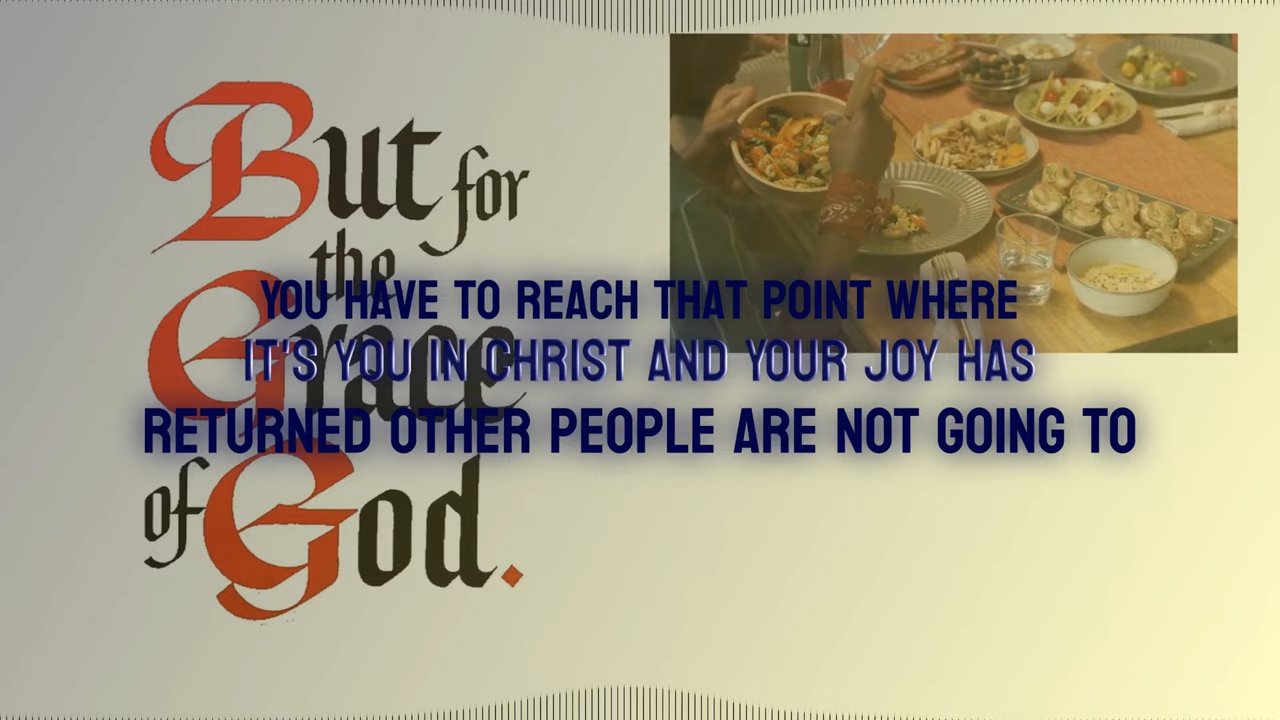 But for
the
Grace
of God.
YOU HAVE TO REACH THAT POINT WHERE
IT'S YOU IN CHRIST AND YOUR JOY HAS
RETURNED OTHER PEOPLE ARE NOT GOING TO